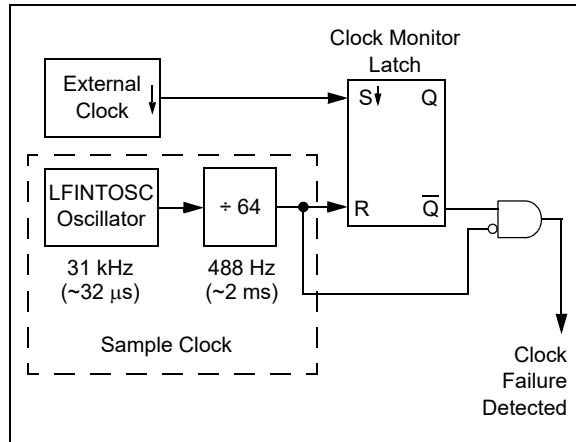 Clock Monitor
Latch
External
Clock
S
Q
LFINTOSC
Oscillator
÷ 64
R
Q
31 kHz
(~32 μs)
488 Hz
(~2 ms)
Sample Clock
Clock
Failure
Detected